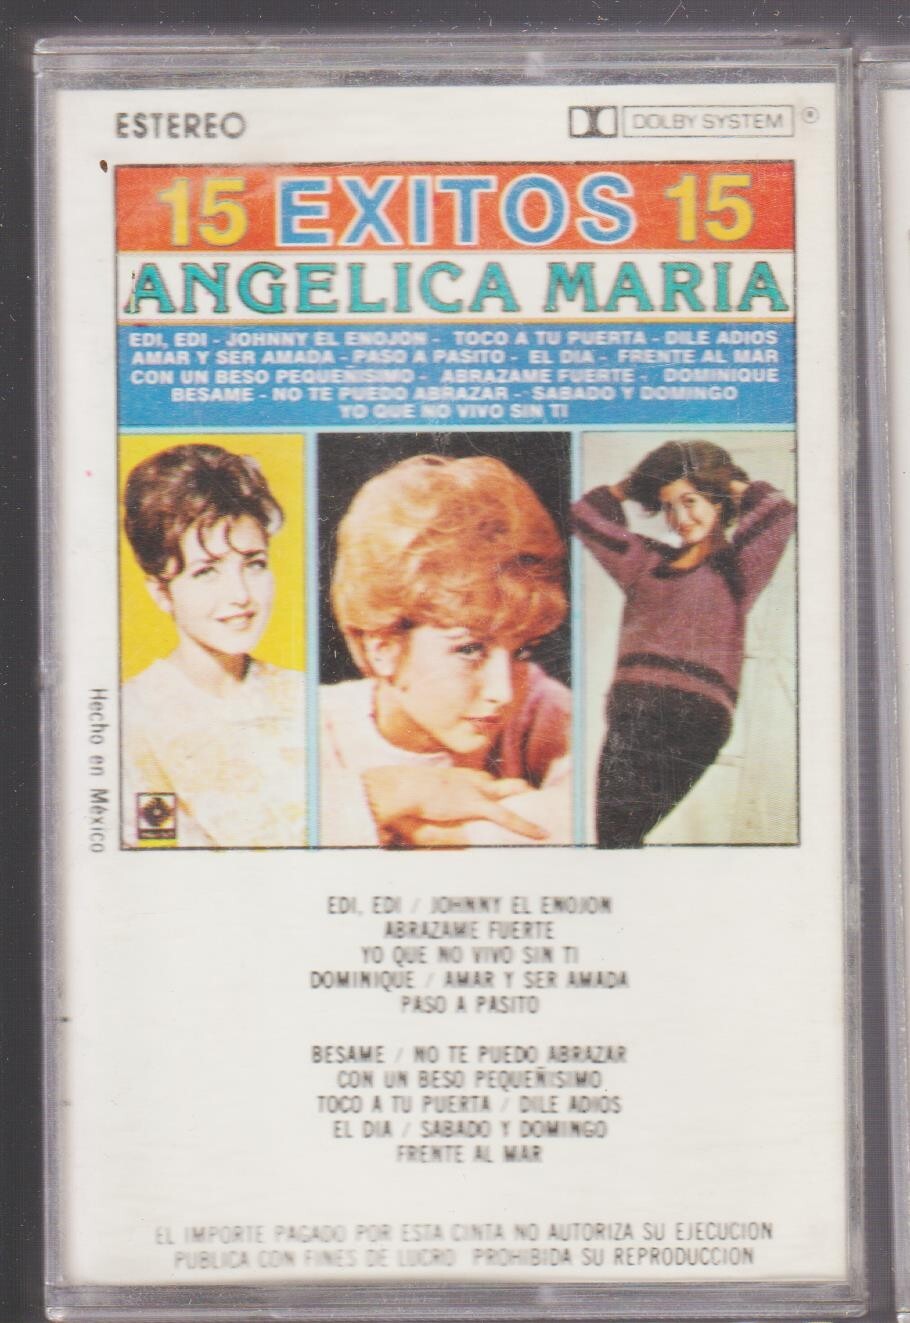 ESTEREO
DOLBY SYSTEM ®
15 EXITOS 15
ANGELICA MARIA
EDI, EDI - JOHNNY EL ENOJON - TOCO A TU PUERTA - DILE ADIOS
AMAR Y SER AMADA - PASO A PASITO - EL DIA - FRENTE AL MAR
CON UN BESO PEQUEÑISIMO - ABRAZAME FUERTE - DOMINIQUE
BESAME - NO TE PUEDO ABRAZAR - SABADO Y DOMINGO
YO QUE NO VIVO SIN TI
Hecho en México
EDI, EDI / JOHNNY EL ENOJON
ABRAZAME FUERTE
YO QUE NO VIVO SIN TI
DOMINIQUE / AMAR Y SER AMADA
PASO A PASITO
BESAME / NO TE PUEDO ABRAZAR
CON UN BESO PEQUEÑISIMO
TOCO A TU PUERTA / DILE ADIOS
EL DIA / SABADO Y DOMINGO
FRENTE AL MAR
EL IMPORTE PAGADO POR ESTA CINTA NO AUTORIZA SU EJECUCION
PUBLICA CON FINES DE LUCRO PROHIBIDA SU REPRODUCCION